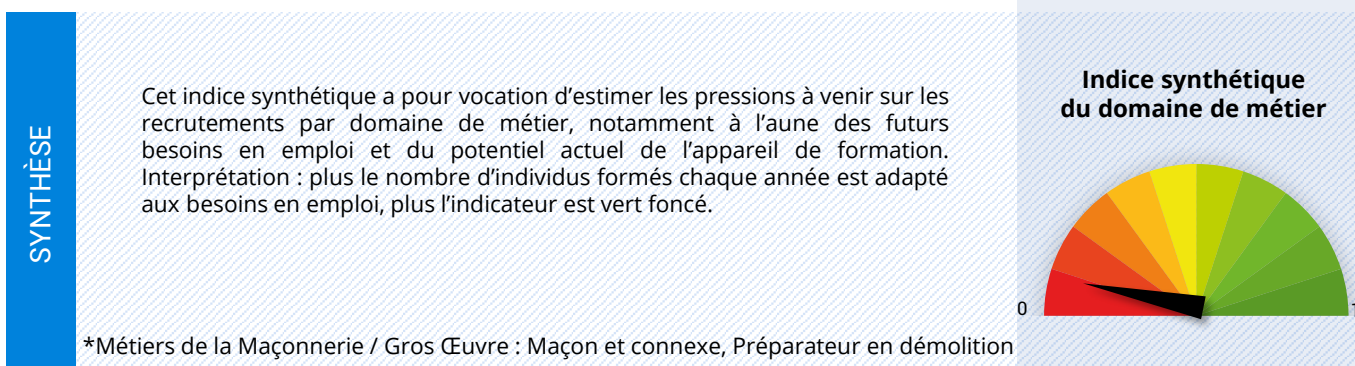 SYNTHÈSE
Cet indice synthétique a pour vocation d’estimer les pressions à venir sur les
recrutements par domaine de métier, notamment à l’aune des futurs
besoins en emploi et du potentiel actuel de l’appareil de formation.
Interprétation : plus le nombre d’individus formés chaque année est adapté
aux besoins en emploi, plus l’indicateur est vert foncé.
*Métiers de la Maçonnerie / Gros Œuvre : Maçon et connexe, Préparateur en démolition
Indice synthétique
du domaine de métier
0